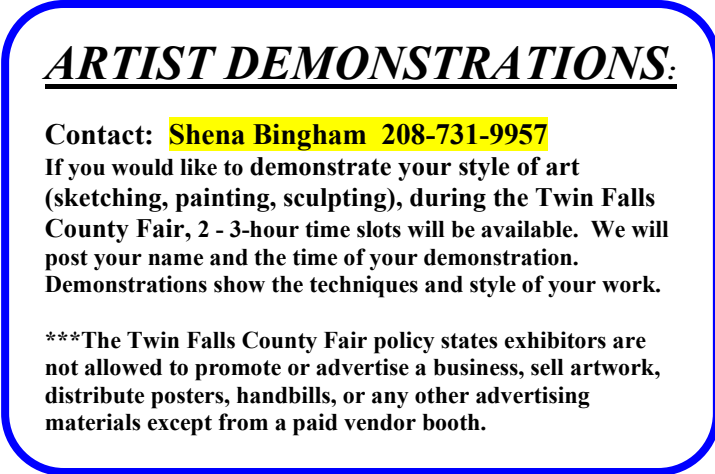 ARTIST DEMONSTRATIONS:
Contact:  Shena Bingham  208-731-9957
If you would like to demonstrate your style of art
(sketching, painting, sculpting), during the Twin Falls
County Fair, 2 - 3-hour time slots will be available.  We will
post your name and the time of your demonstration.
Demonstrations show the techniques and style of your work.
***The Twin Falls County Fair policy states exhibitors are
not allowed to promote or advertise a business, sell artwork,
distribute posters, handbills, or any other advertising
materials except from a paid vendor booth.